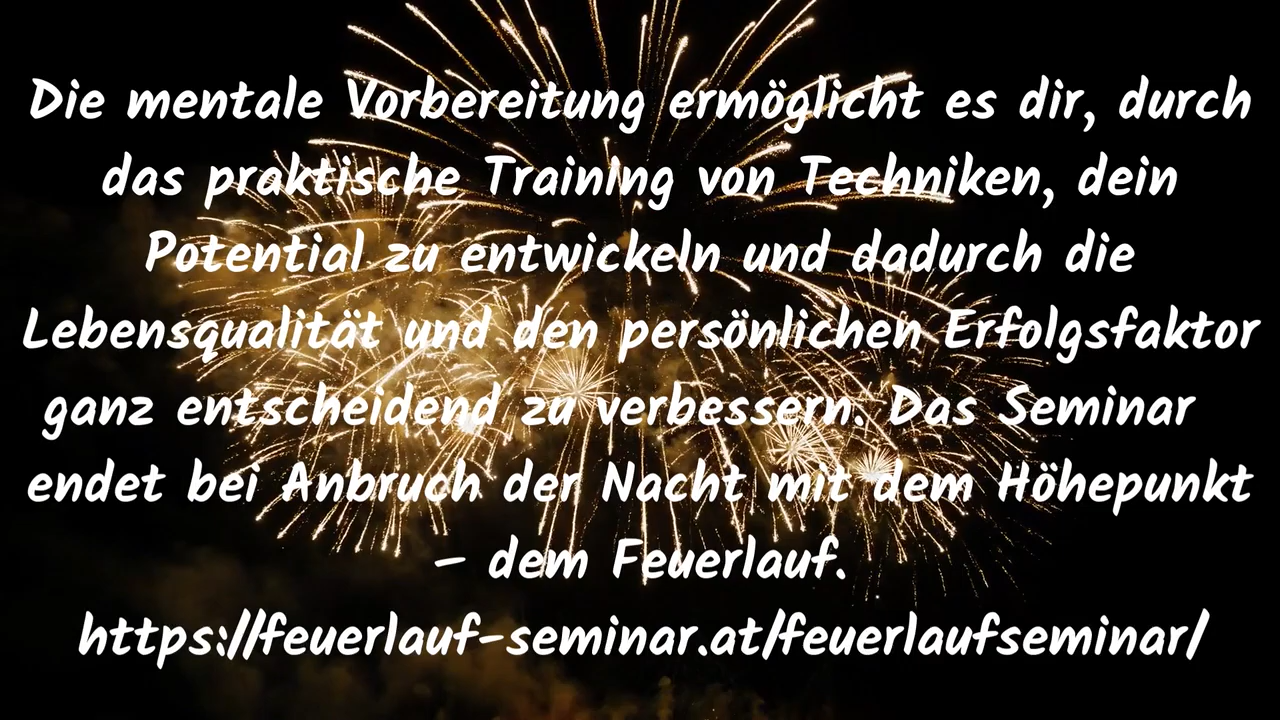 Die mentale Vorbereitung ermöglicht es dir, durch
das praktische Training von Techniken, dein
Potential zu entwickeln und dadurch die
Lebensqualität und den persönlichen Erfolgsfaktor
ganz entscheidend zu verbessern. Das Seminar
endet bei Anbruch der Nacht mit dem Höhepunkt
– dem Feuerlauf.
https://feuerlauf-seminar.at/feuerlaufseminar/